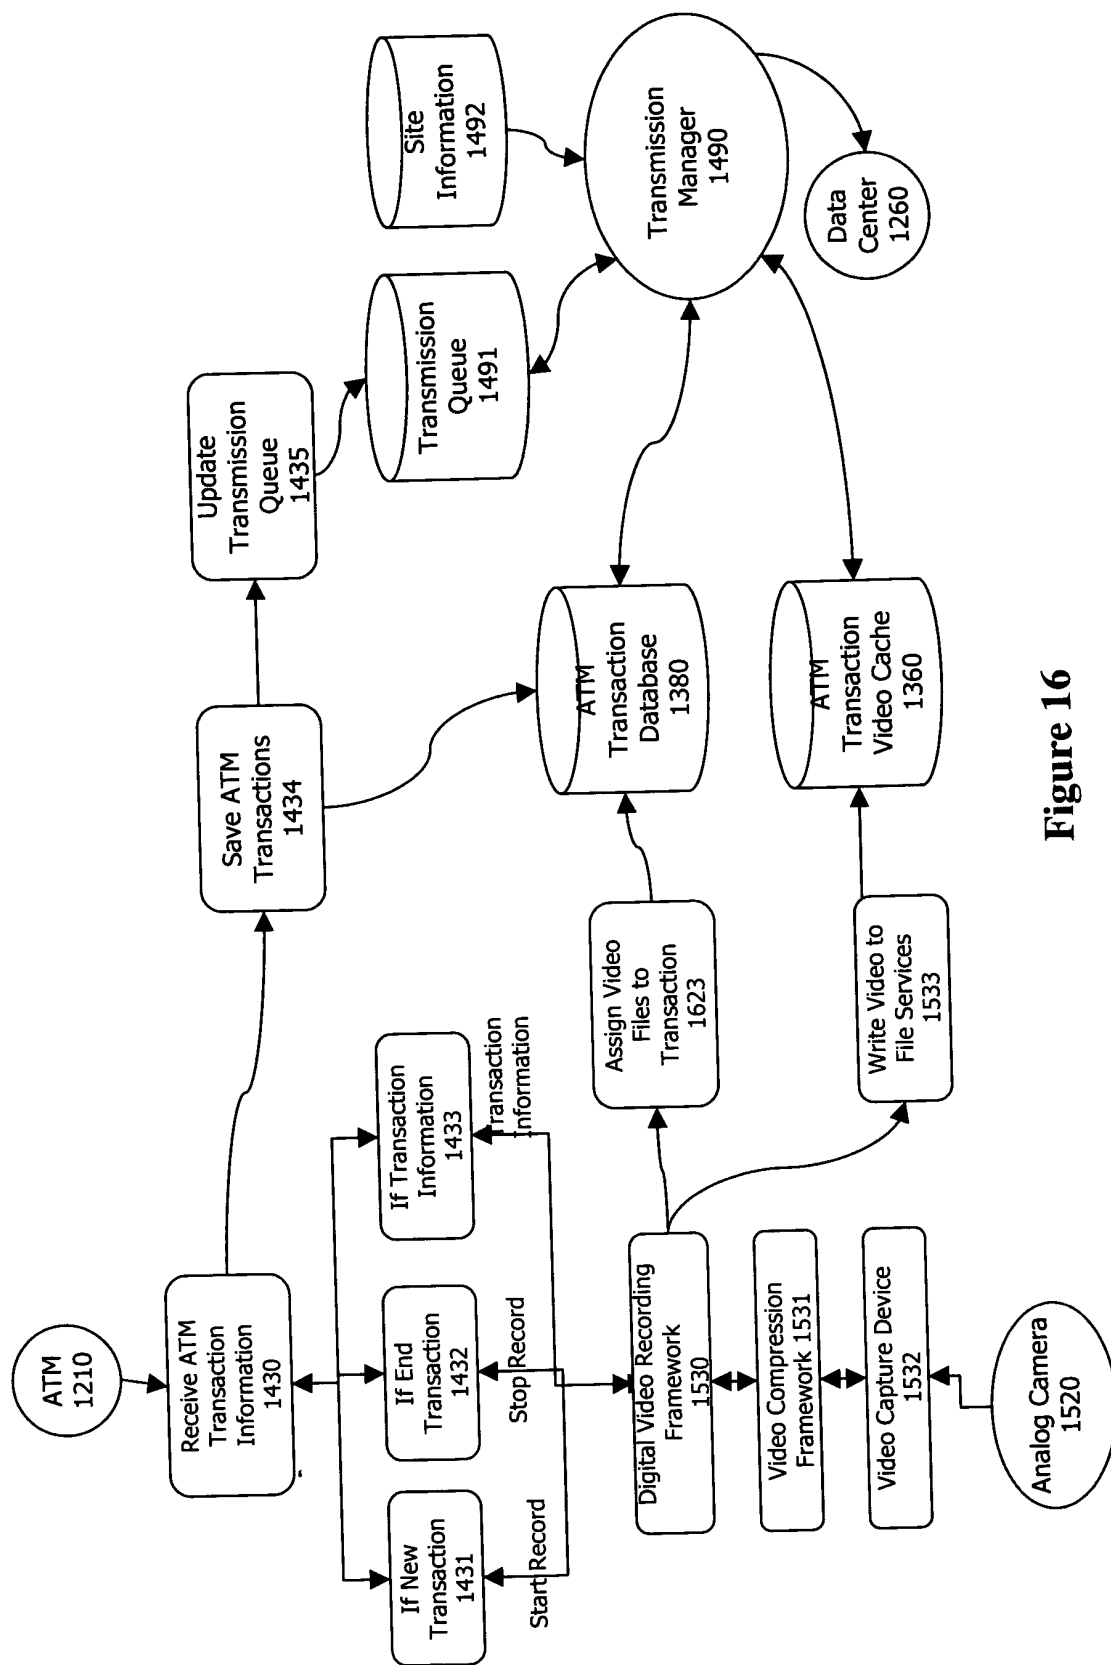 ATM
1210
Receive ATM
Transaction
Information
1430
If New
Transaction
1431
If End
Transaction
1432
If Transaction
Information
1433
Start Record
Stop Record
Transaction
Information
Digital Video Recording
Framework
1530
Video Compression
Framework 1531
Video Capture Device
1532
Analog Camera
1520
Save ATM
Transactions
1434
Update
Transmission
Queue
1435
Assign Video
Files to
Transaction
1623
Write Video to
File Services
1533
ATM
Transaction
Database
1380
ATM
Transaction
Video Cache
1360
Transmission
Queue
1491
Site
Information
1492
Transmission
Manager
1490
Data
Center
1260
Figure 16